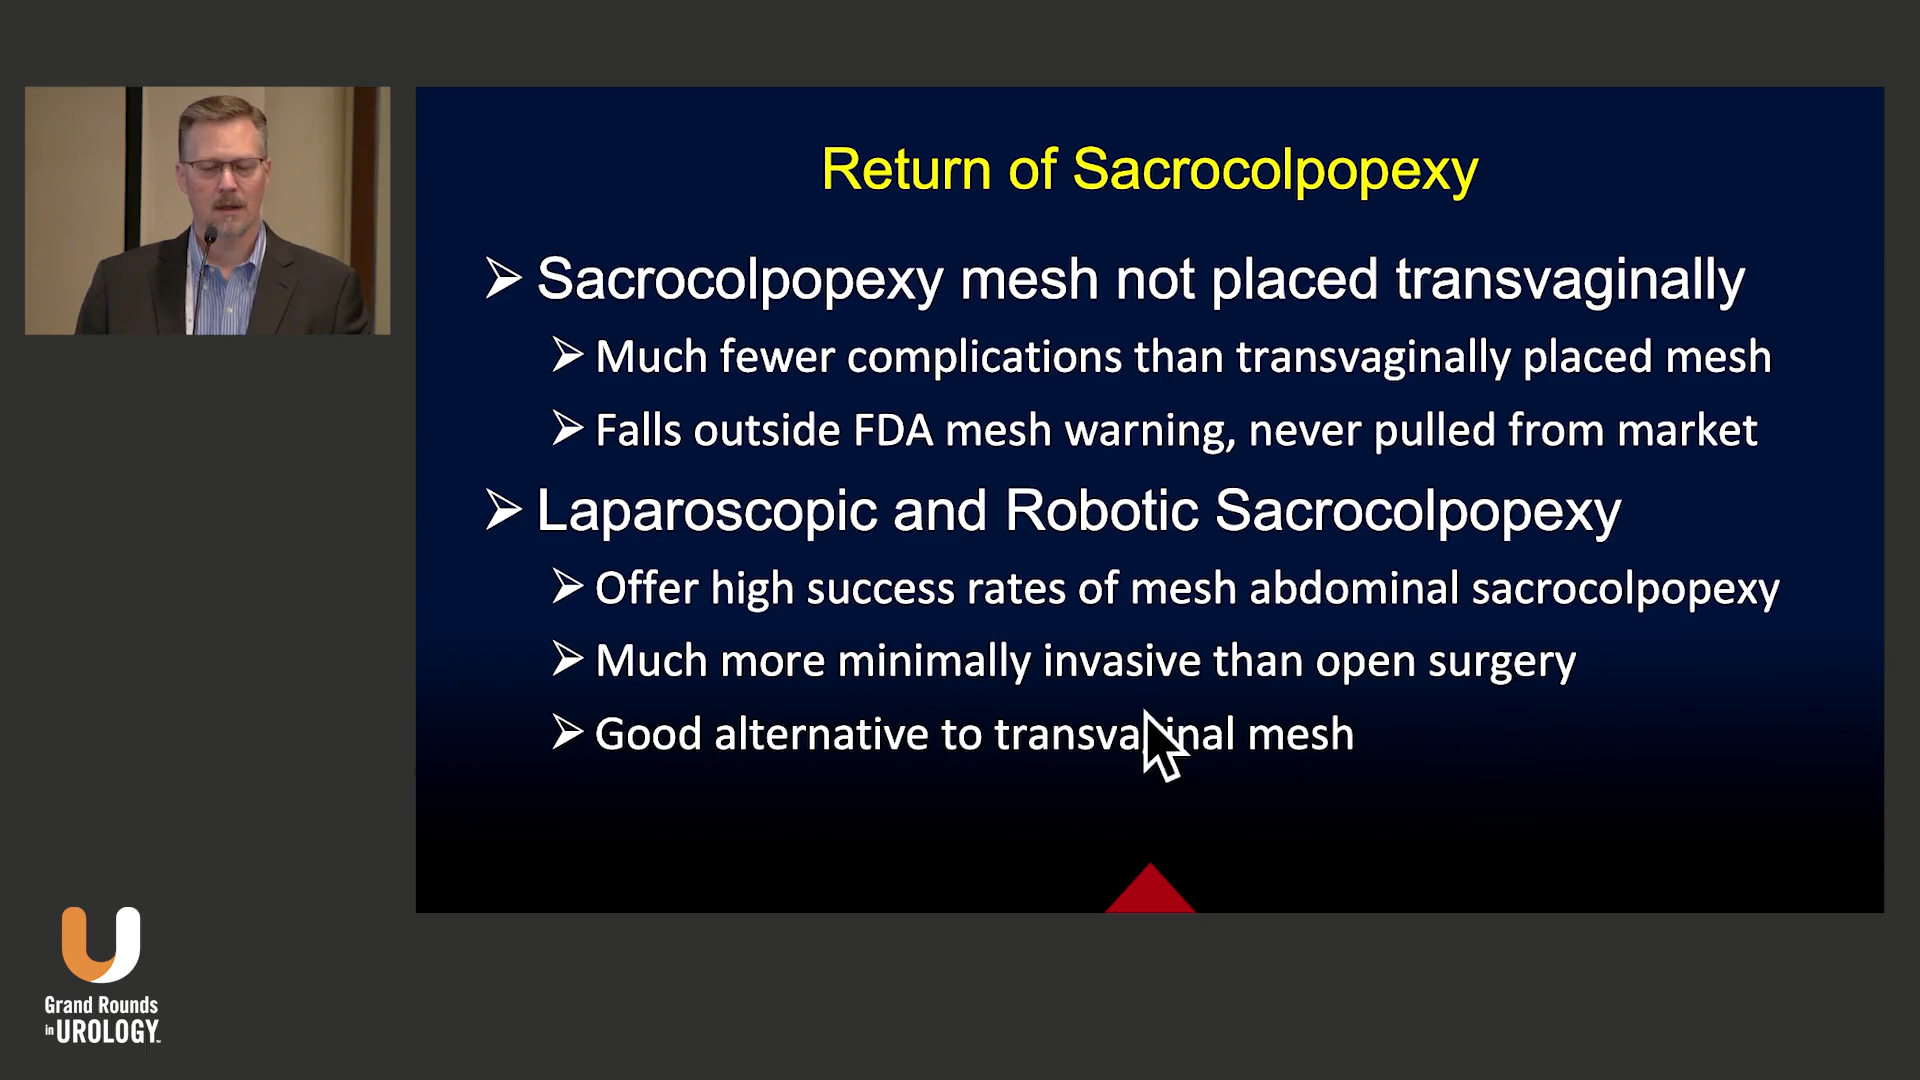 Return of Sacrocolpopexy
Sacrocolpopexy mesh not placed transvaginally
Much fewer complications than transvaginally placed mesh
Falls outside FDA mesh warning, never pulled from market
Laparoscopic and Robotic Sacrocolpopexy
Offer high success rates of mesh abdominal sacrocolpopexy
Much more minimally invasive than open surgery
Good alternative to transvaginal mesh
Grand Rounds
in UROLOGY™